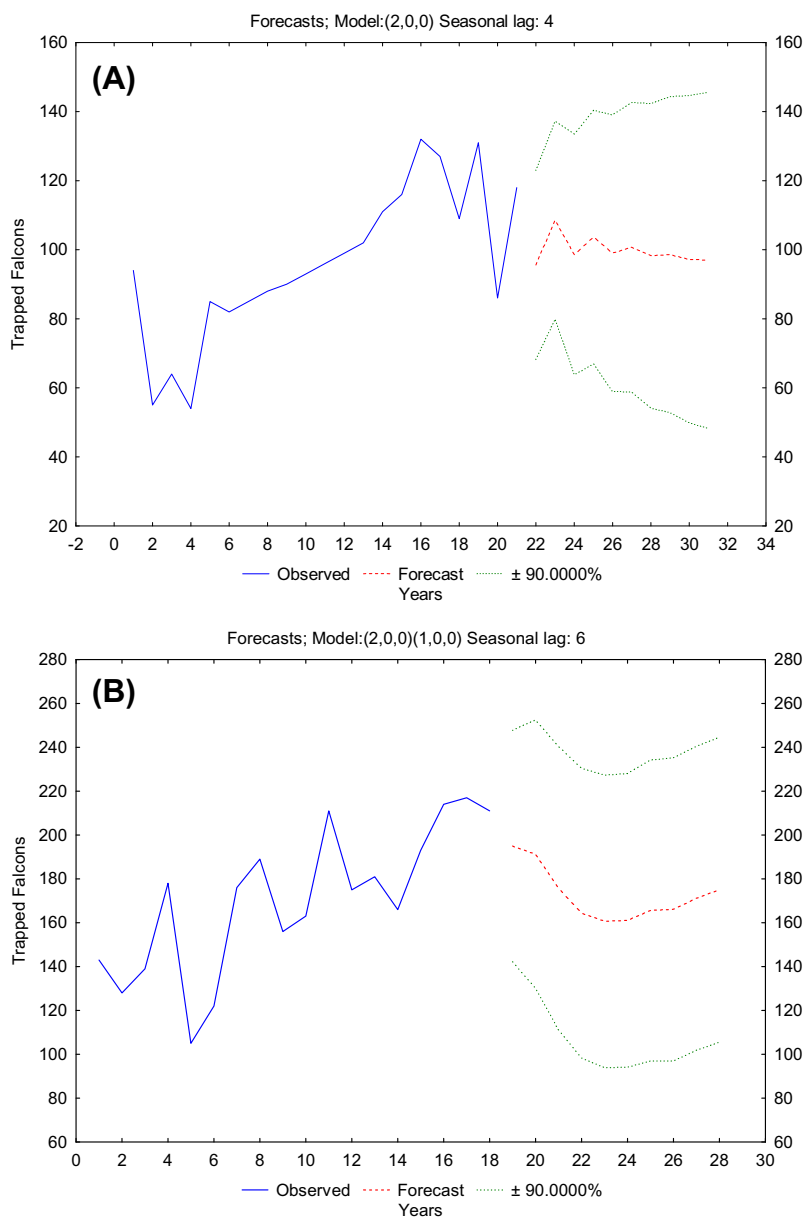 Forecasts; Model:(2,0,0) Seasonal lag: 4
(A)
160 160
140 140
120 120
100 100
80 80
60 60
40 40
20 20
Trapped Falcons
-2 0 2 4 6 8 10 12 14 16 18 20 22 24 26 28 30 32 34
Observed Forecast ± 90.0000%
Years
Forecasts; Model:(2,0,0)(1,0,0) Seasonal lag: 6
(B)
280 280
260 260
240 240
220 220
200 200
180 180
160 160
140 140
120 120
100 100
80 80
60 60
Trapped Falcons
0 2 4 6 8 10 12 14 16 18 20 22 24 26 28 30
Observed Forecast ± 90.0000%
Years